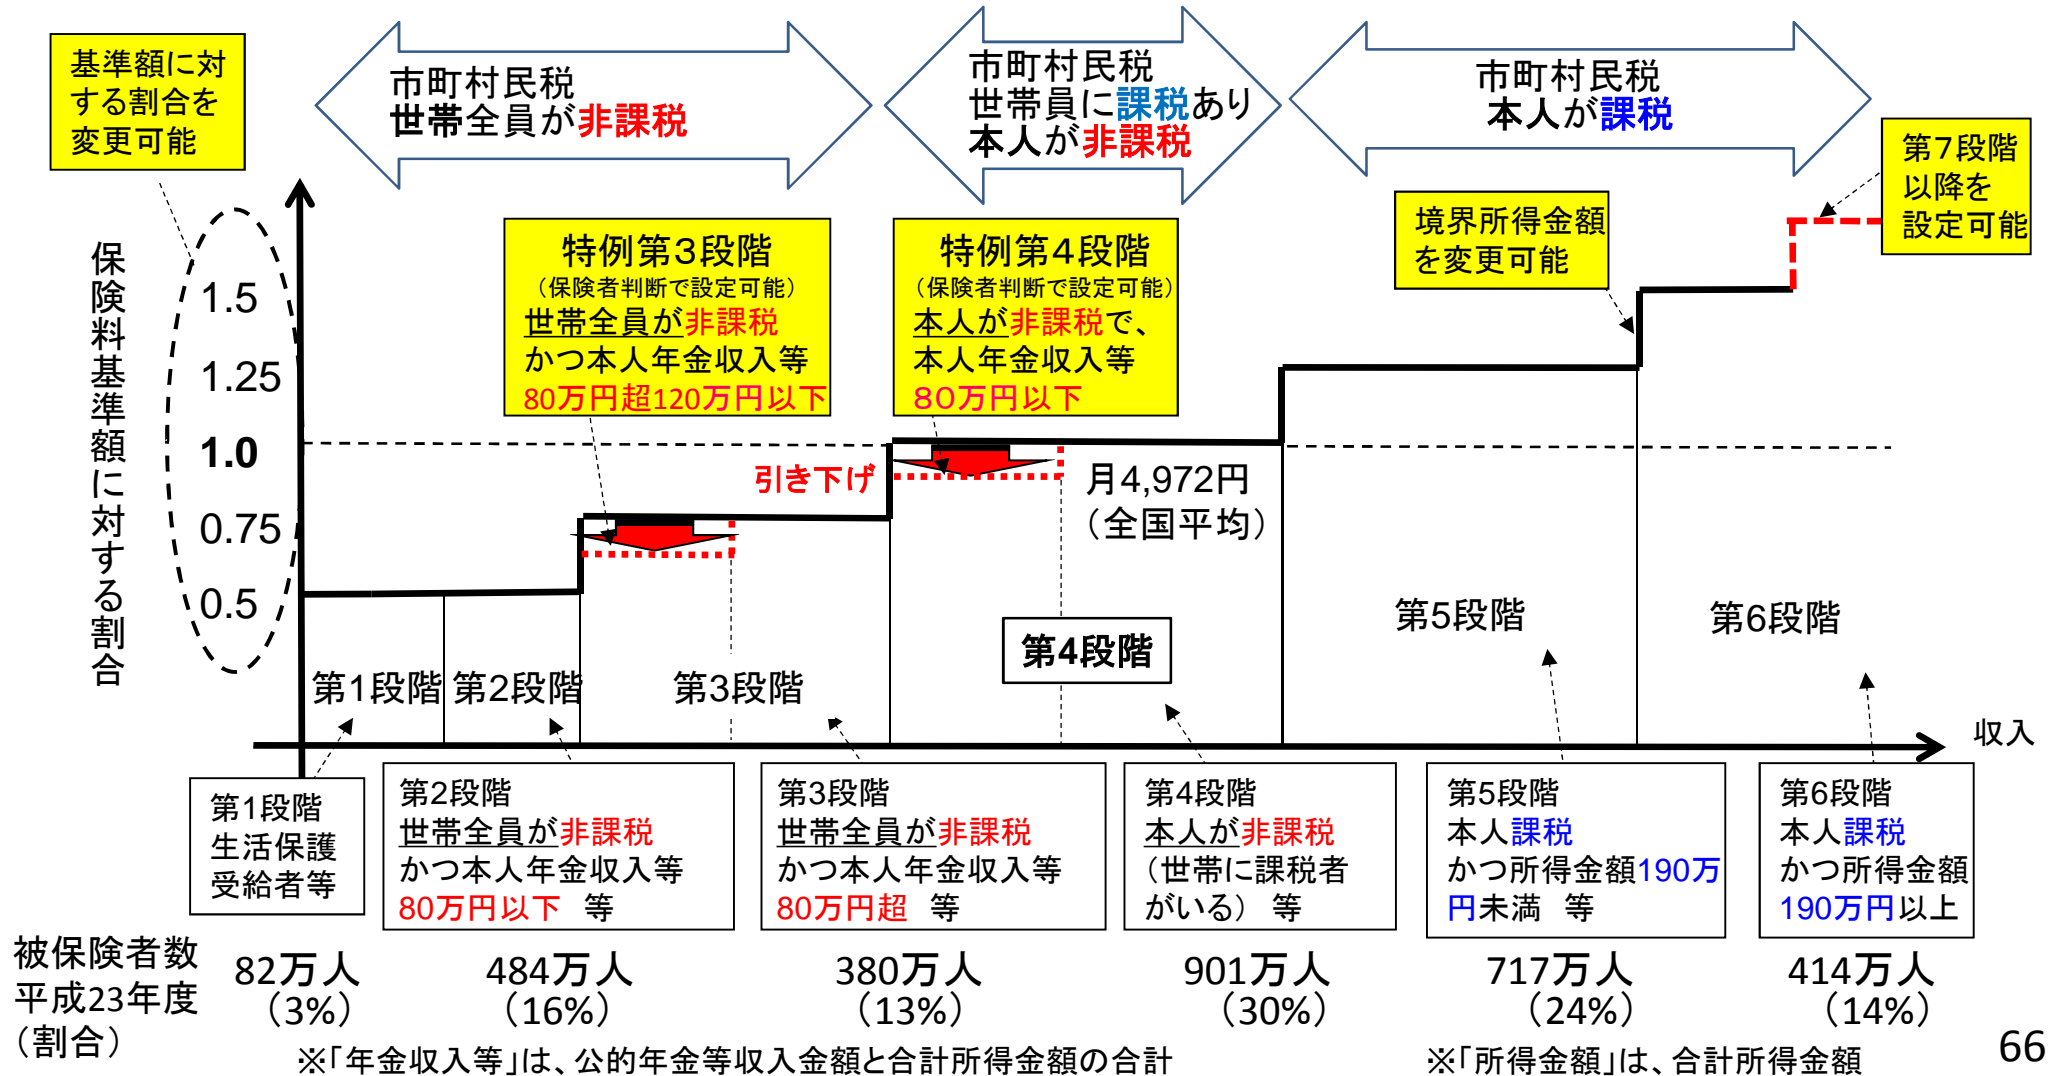 基準額に対
する割合を
変更可能
市町村民税
世帯全員が非課税
市町村民税
世帯員に課税あり
本人が非課税
市町村民税
本人が課税
第7段階
以降を
設定可能
境界所得金額
を変更可能
特例第3段階
（保険者判断で設定可能）
世帯全員が非課税
かつ本人年金収入等
80万円超120万円以下
特例第4段階
（保険者判断で設定可能）
本人が非課税で、
本人年金収入等
８０万円以下
保険料基準額に対する割合
1.5
1.25
1.0
0.75
0.5
引き下げ
月4,972円
（全国平均）
第1段階
第2段階
第3段階
第4段階
第5段階
第6段階
収入
第1段階
生活保護
受給者等
第2段階
世帯全員が非課税
かつ本人年金収入等
80万円以下　等
第3段階
世帯全員が非課税
かつ本人年金収入等
80万円超　等
第4段階
本人が非課税
（世帯に課税者
がいる）　等
第5段階
本人課税
かつ所得金額190万
円未満　等
第6段階
本人課税
かつ所得金額
190万円以上
被保険者数
平成23年度
（割合）
82万人
（3%）
484万人
（16%）
380万人
（13%）
901万人
（30%）
717万人
（24%）
414万人
（14%）
※「年金収入等」は、公的年金等収入金額と合計所得金額の合計
※「所得金額」は、合計所得金額
66